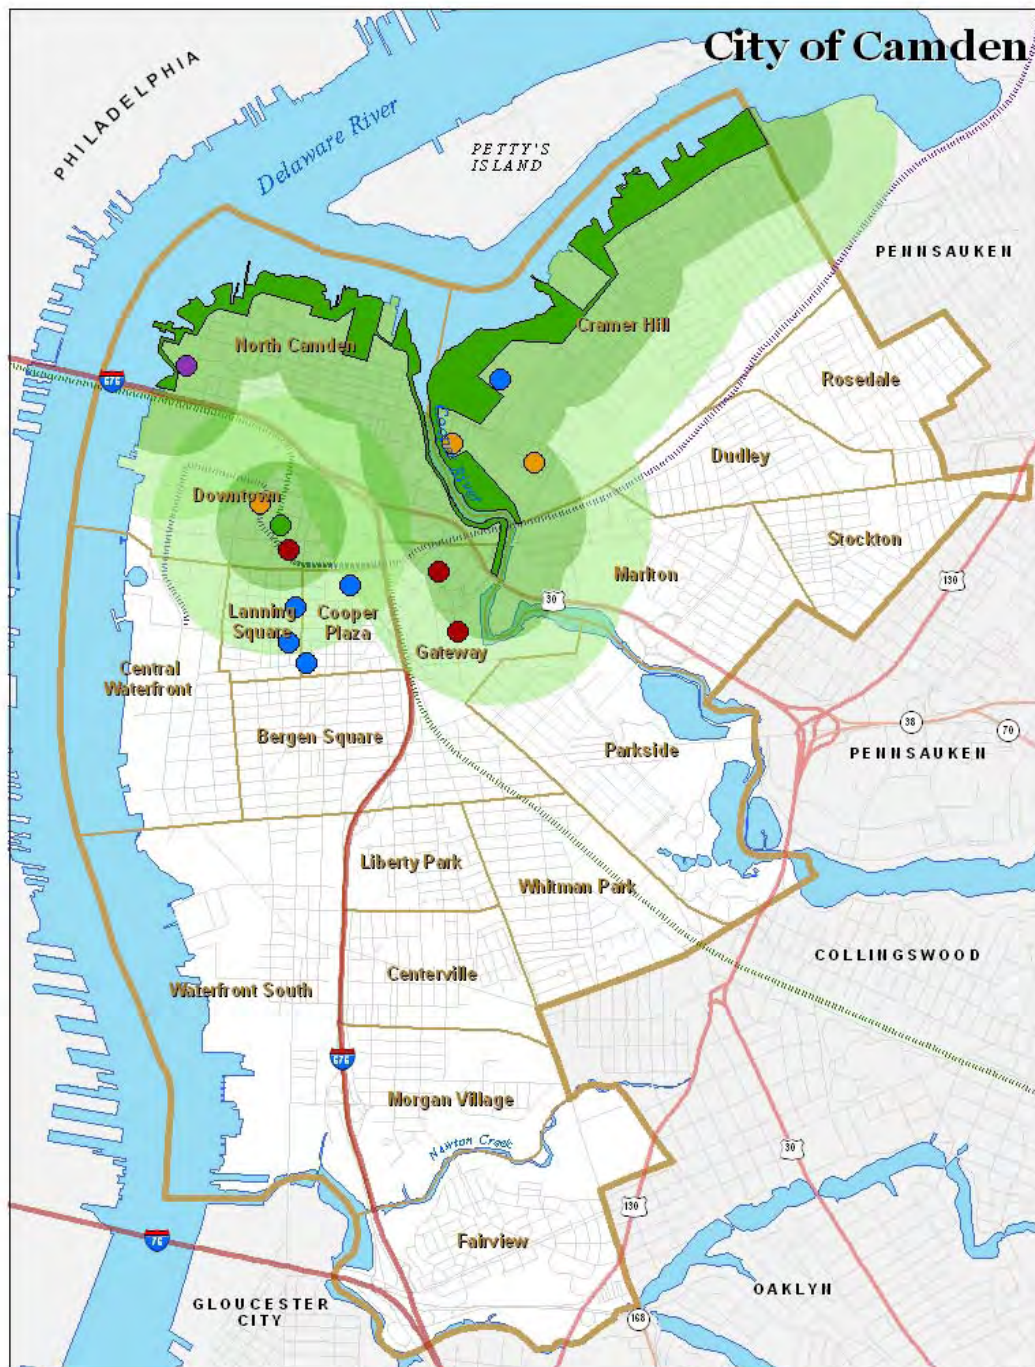 City of Camden
PHILADELPHIA
Delaware River
PETTY'S
ISLAND
PENNSAUKEN
North Camden
Cramer Hill
676
Rosedale
Dudley
River
Downtown
Stockton
Marlton
130
30
Lanning
Square
Cooper
Plaza
Gateway
Central
Waterfront
Bergen Square
Parkside
38
70
PENNSAUKEN
Liberty Park
Whitman Park
COLLINGSWOOD
Centerville
Waterfront South
676
Morgan Village
Newton Creek
30
130
Fairview
76
OAKLYN
GLOUCESTER
CITY
168